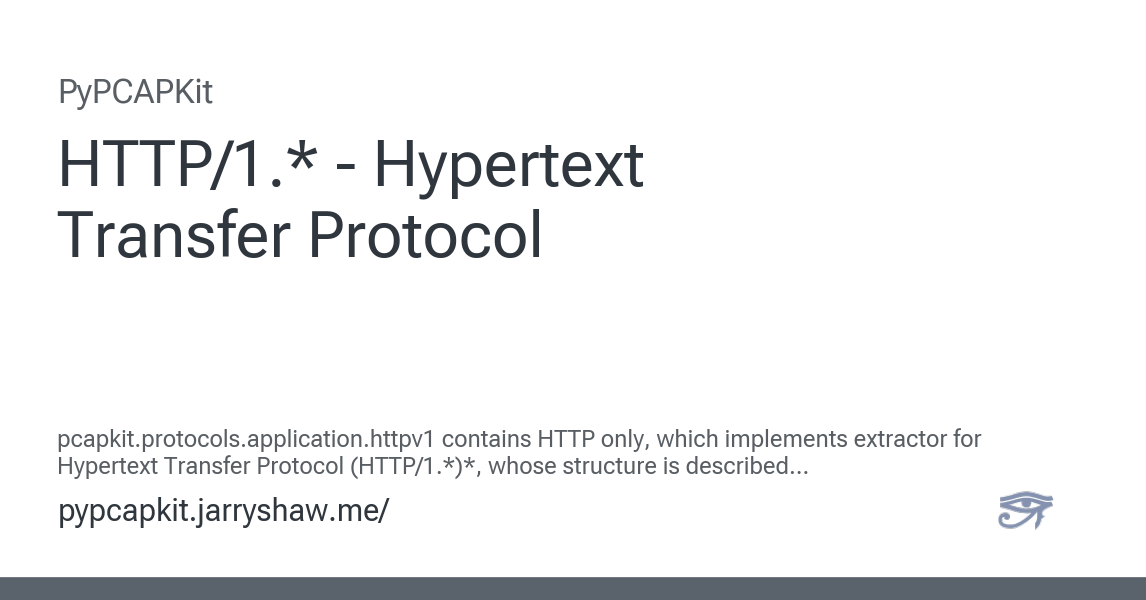 PyPCAPKit
HTTP/1.* - Hypertext
Transfer Protocol
pcapkit.protocols.application.httpv1 contains HTTP only, which implements extractor for
Hypertext Transfer Protocol (HTTP/1.*)*, whose structure is described...
pypcapkit.jarryshaw.me/